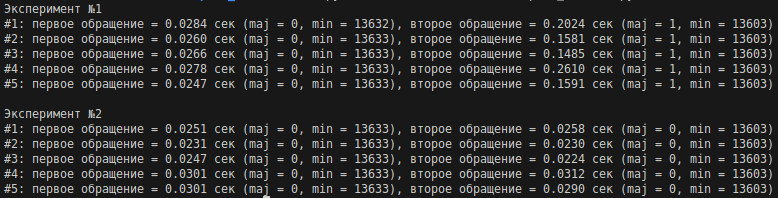 Эксперимент №1
#1: первое обращение = 0.0284 сек (maj = 0, min = 13632), второе обращение = 0.2024 сек (maj = 1, min = 13603)
#2: первое обращение = 0.0260 сек (maj = 0, min = 13633), второе обращение = 0.1581 сек (maj = 1, min = 13603)
#3: первое обращение = 0.0266 сек (maj = 0, min = 13633), второе обращение = 0.1485 сек (maj = 1, min = 13603)
#4: первое обращение = 0.0278 сек (maj = 0, min = 13633), второе обращение = 0.2610 сек (maj = 1, min = 13603)
#5: первое обращение = 0.0247 сек (maj = 0, min = 13633), второе обращение = 0.1591 сек (maj = 1, min = 13603)
Эксперимент №2
#1: первое обращение = 0.0251 сек (maj = 0, min = 13633), второе обращение = 0.0258 сек (maj = 0, min = 13603)
#2: первое обращение = 0.0231 сек (maj = 0, min = 13633), второе обращение = 0.0230 сек (maj = 0, min = 13603)
#3: первое обращение = 0.0247 сек (maj = 0, min = 13633), второе обращение = 0.0224 сек (maj = 0, min = 13603)
#4: первое обращение = 0.0301 сек (maj = 0, min = 13633), второе обращение = 0.0312 сек (maj = 0, min = 13603)
#5: первое обращение = 0.0301 сек (maj = 0, min = 13633), второе обращение = 0.0290 сек (maj = 0, min = 13603)